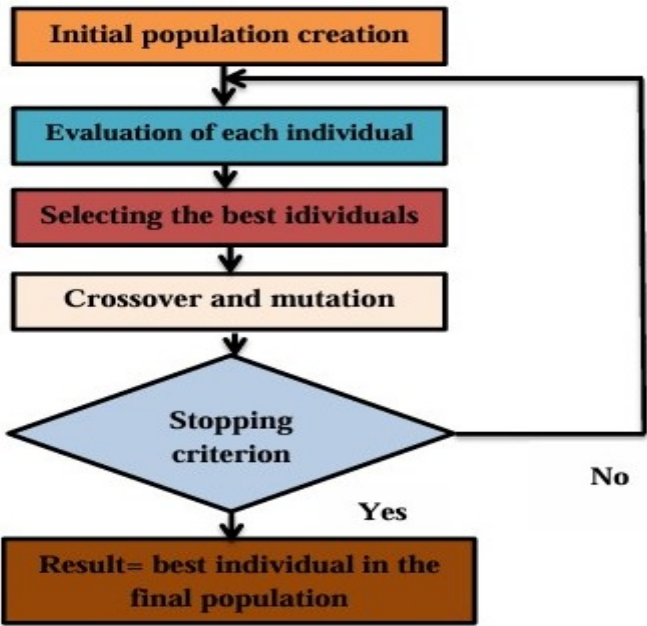 Initial population creation
Evaluation of each individual
Selecting the best idividuals
Crossover and mutation
Stopping
criterion
No
Yes
Result= best individual in the
final population